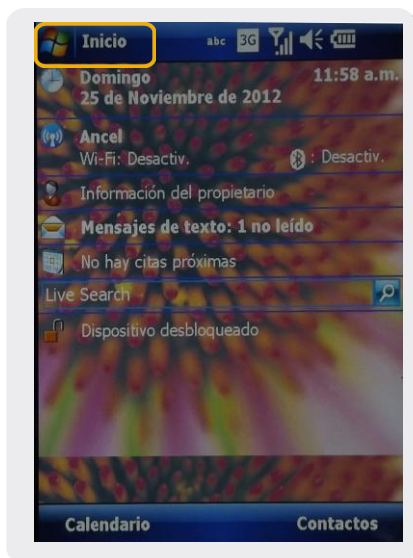 Inicio abc 3G
Domingo 11:58 a.m.
25 de Noviembre de 2012
Ancel
Wi-Fi: Desactiv. : Desactiv.
Información del propietario
Mensajes de texto: 1 no leído
No hay citas próximas
Live Search
Dispositivo desbloqueado
Calendario Contactos